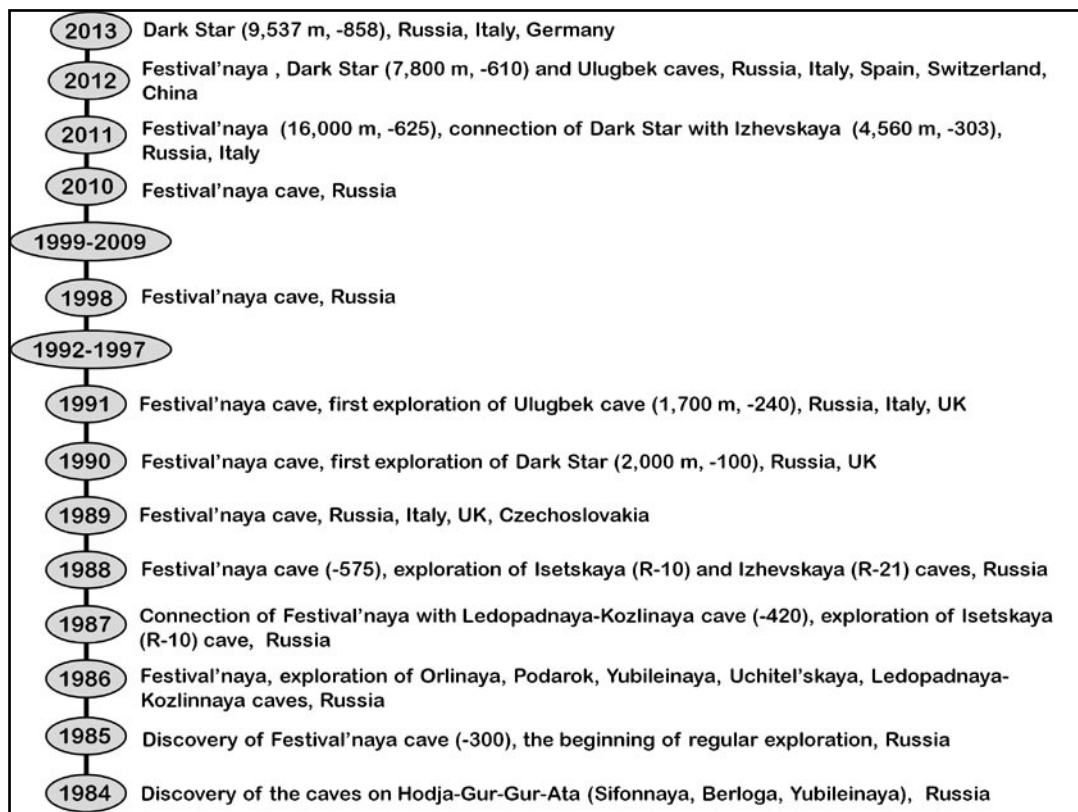 2013 Dark Star (9,537 m, -858), Russia, Italy, Germany
2012 Festival'naya , Dark Star (7,800 m, -610) and Ulugbek caves, Russia, Italy, Spain, Switzerland,
China
2011 Festival'naya (16,000 m, -625), connection of Dark Star with Izhevskaya (4,560 m, -303),
Russia, Italy
2010 Festival'naya cave, Russia
1999-2009
1998 Festival'naya cave, Russia
1992-1997
1991 Festival'naya cave, first exploration of Ulugbek cave (1,700 m, -240), Russia, Italy, UK
1990 Festival'naya cave, first exploration of Dark Star (2,000 m, -100), Russia, UK
1989 Festival'naya cave, Russia, Italy, UK, Czechoslovakia
1988 Festival'naya cave (-575), exploration of Isetskaya (R-10) and Izhevskaya (R-21) caves, Russia
1987 Connection of Festival'naya with Ledopadnaya-Kozlinaya cave (-420), exploration of Isetskaya
(R-10) cave, Russia
1986 Festival'naya, exploration of Orlinaya, Podarok, Yubileinaya, Uchitel'skaya, Ledopadnaya-
Kozlinnaya caves, Russia
1985 Discovery of Festival'naya cave (-300), the beginning of regular exploration, Russia
1984 Discovery of the caves on Hodja-Gur-Gur-Ata (Sifonnaya, Berloga, Yubileinaya), Russia